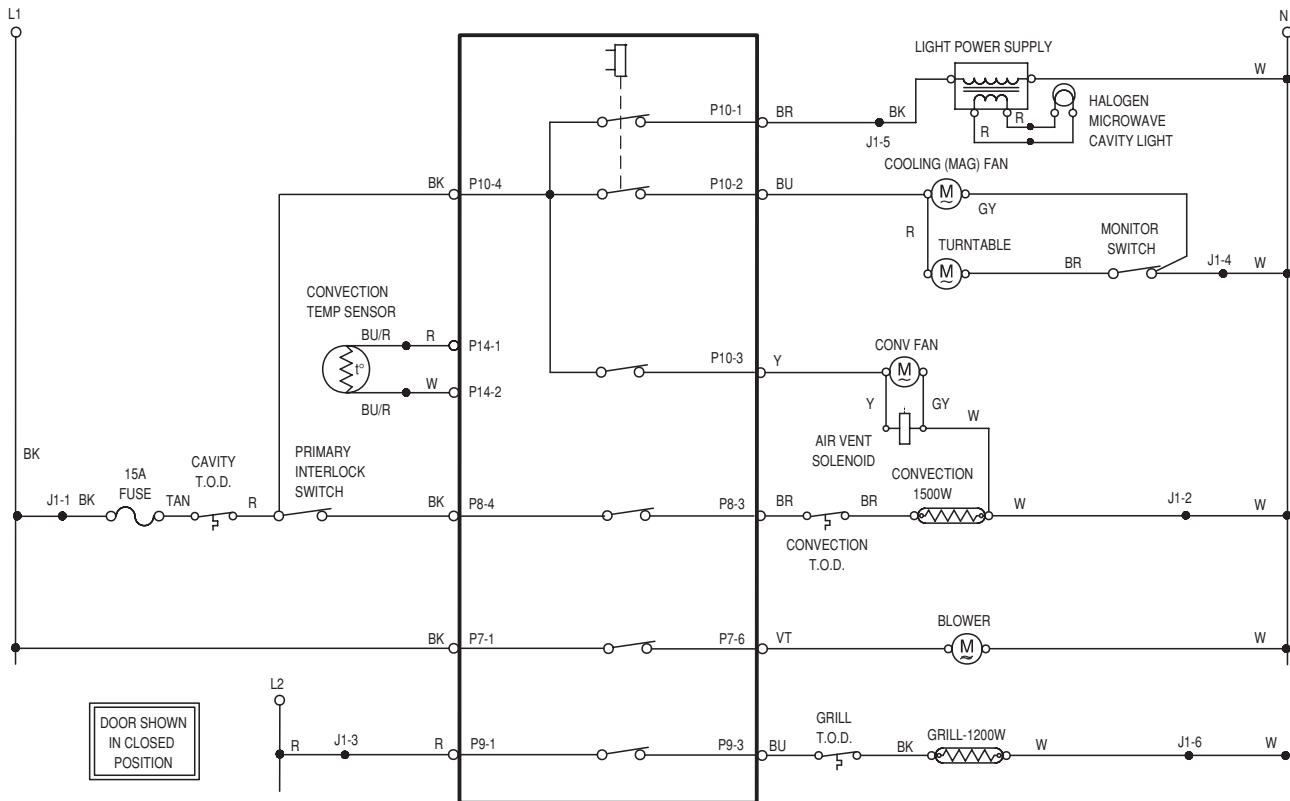 L1
N
LIGHT POWER SUPPLY
W
P10-1
BR
BK
J1-5
R
R
HALOGEN
MICROWAVE
CAVITY LIGHT
COOLING (MAG) FAN
BK
P10-4
P10-2
BU
M
GY
R
MONITOR
SWITCH
TURNTABLE
M
BR
J1-4
W
CONVECTION
TEMP SENSOR
BU/R
R
P14-1
t°
W
P14-2
BU/R
P10-3
Y
CONV FAN
M
Y
GY
W
AIR VENT
SOLENOID
BK
15A
FUSE
CAVITY
T.O.D.
PRIMARY
INTERLOCK
SWITCH
CONVECTION
1500W
J1-1
BK
TAN
R
BK
P8-4
P8-3
BR
BR
W
J1-2
W
CONVECTION
T.O.D.
BLOWER
BK
P7-1
P7-6
VT
M
W
L2
DOOR SHOWN
IN CLOSED
POSITION
GRILL
T.O.D.
GRILL-1200W
R
J1-3
R
P9-1
P9-3
BU
BK
W
J1-6
W